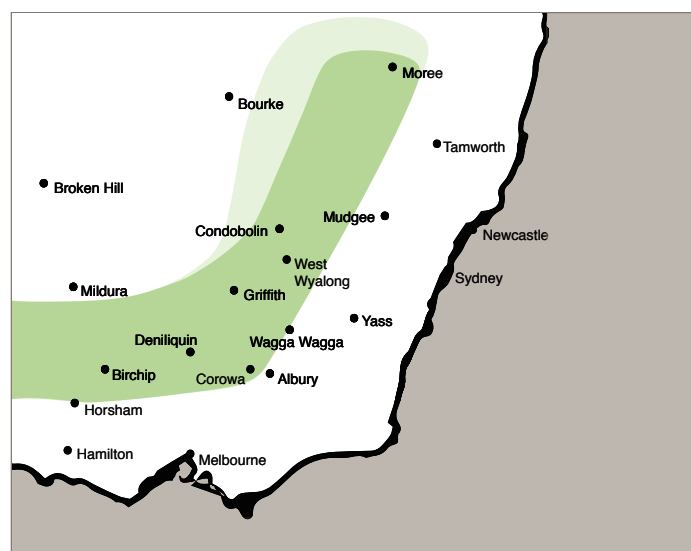 Moree
Bourke
Tamworth
Broken Hill
Mudgee
Condobolin
Newcastle
West
Wyalong
Sydney
Mildura
Griffith
Yass
Deniliquin
Wagga Wagga
Birchip
Corowa
Albury
Horsham
Hamilton
Melbourne